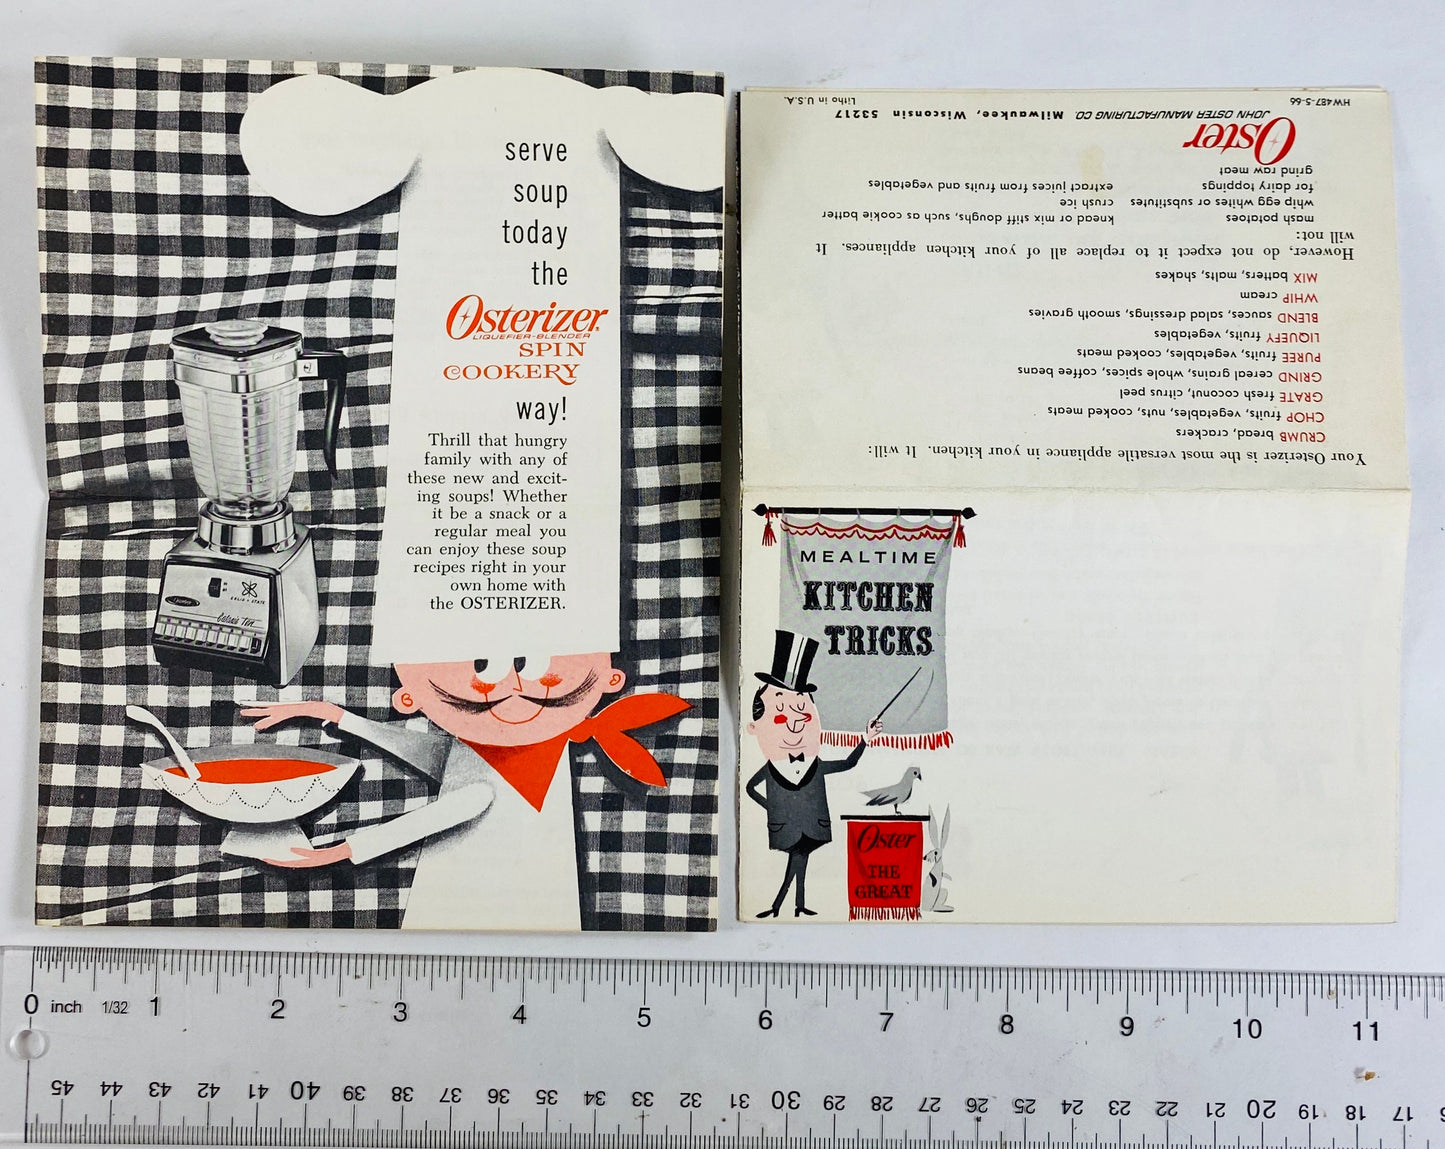 serve
soup
today
the
Osterizer
LIQUEFIER-BLENDER
SPIN
COOKERY
way!
Thrill that hungry
family with any of
these new and excit-
ing soups! Whether
it be a snack or a
regular meal you
can enjoy these soup
recipes right in your
own home with
the OSTERIZER.
SOLID STATE
Galaxie Ten
Your Osterizer is the most versatile appliance in your kitchen. It will:
CRUMB bread, crackers
CHOP fruits, vegetables, nuts, cooked meats
GRATE fresh coconut, citrus peel
GRIND cereal grains, whole spices, coffee beans
PUREE fruits, vegetables, cooked meats
LIQUEFY fruits, vegetables
BLEND sauces, salad dressings, smooth gravies
WHIP cream
MIX batters, malts, shakes
However, do not expect it to replace all of your kitchen appliances. It
will not:
mash potatoes knead or mix stiff doughs, such as cookie batter
whip egg whites or substitutes crush ice
for dairy toppings extract juices from fruits and vegetables
grind raw meat
Oster
JOHN OSTER MANUFACTURING CO. Milwaukee, Wisconsin 53217
HW487-5-66 Litho in U.S.A.
MEALTIME
KITCHEN
TRICKS
Oster
THE
GREAT
0 inch 1/32 1 2 3 4 5 6 7 8 9 10 11
45 44 43 42 41 40 39 38 37 36 35 34 33 32 31 30 29 28 27 26 25 24 23 22 21 20 19 18 17